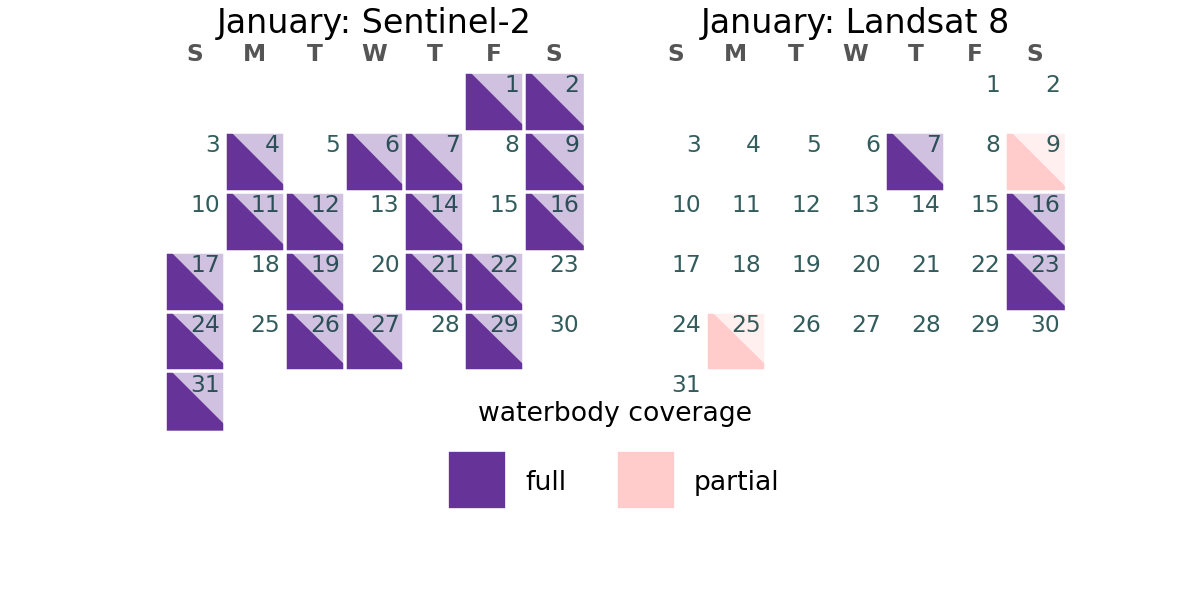 January: Sentinel-2
S M T W T F S
1 2
3 4 5 6 7 8 9
10 11 12 13 14 15 16
17 18 19 20 21 22 23
24 25 26 27 28 29 30
31
January: Landsat 8
S M T W T F S
1 2
3 4 5 6 7 8 9
10 11 12 13 14 15 16
17 18 19 20 21 22 23
24 25 26 27 28 29 30
31
waterbody coverage
full
partial